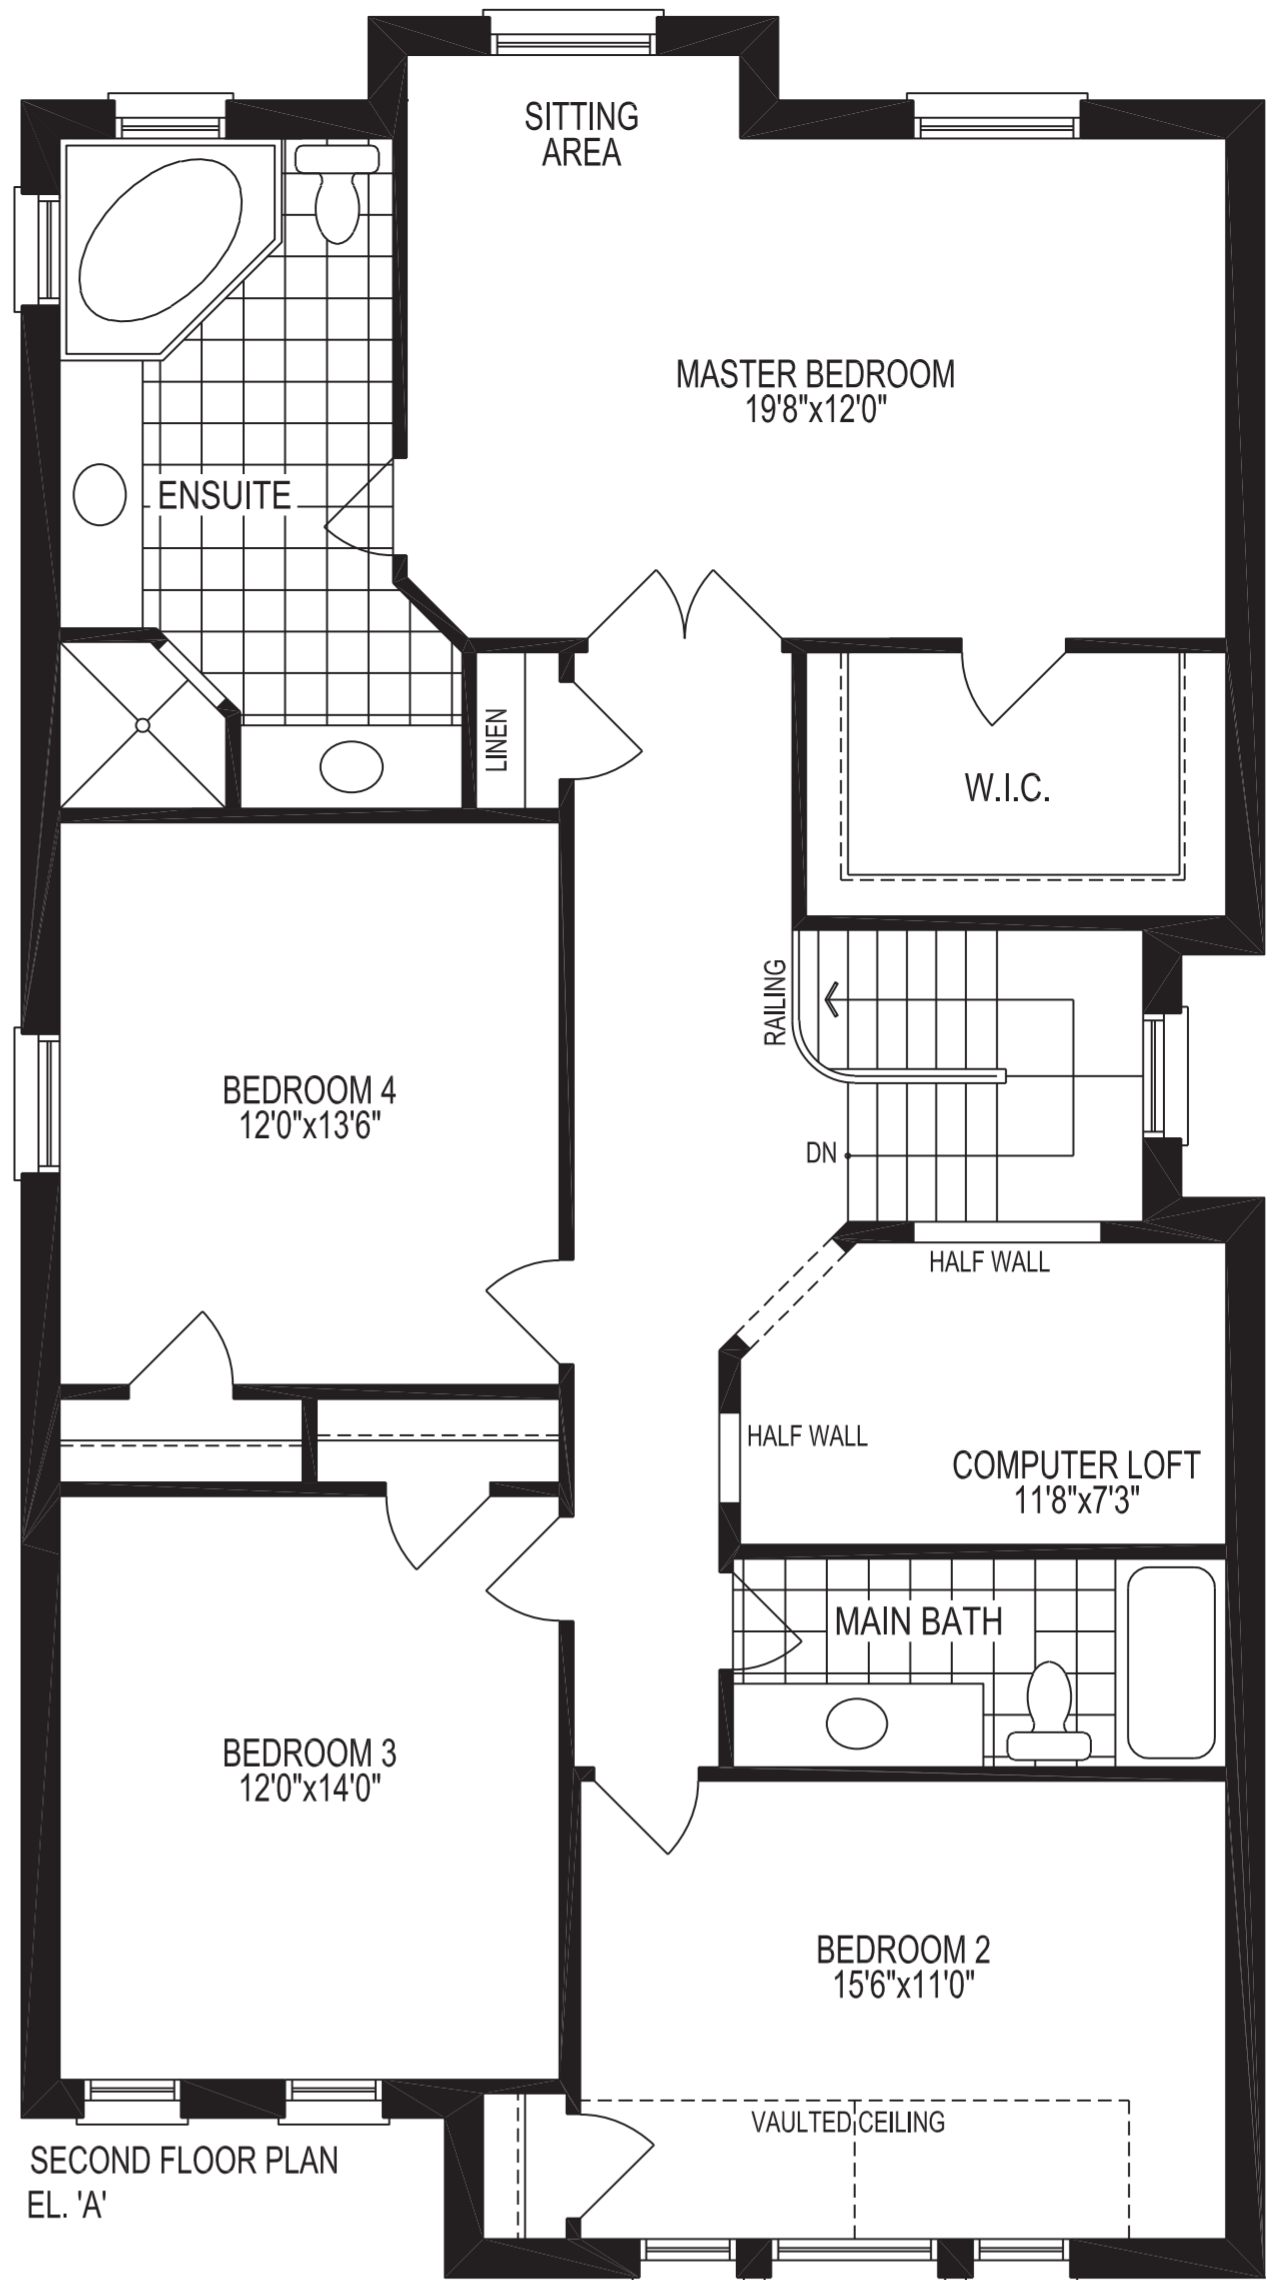 SITTING
AREA
MASTER BEDROOM
19'8"x12'0"
ENSUITE
LINEN
W.I.C.
RAILING
BEDROOM 4
12'0"x13'6"
DN
HALF WALL
HALF WALL
COMPUTER LOFT
11'8"x7'3"
MAIN BATH
BEDROOM 3
12'0"x14'0"
BEDROOM 2
15'6"x11'0"
VAULTED CEILING
SECOND FLOOR PLAN
EL. 'A'